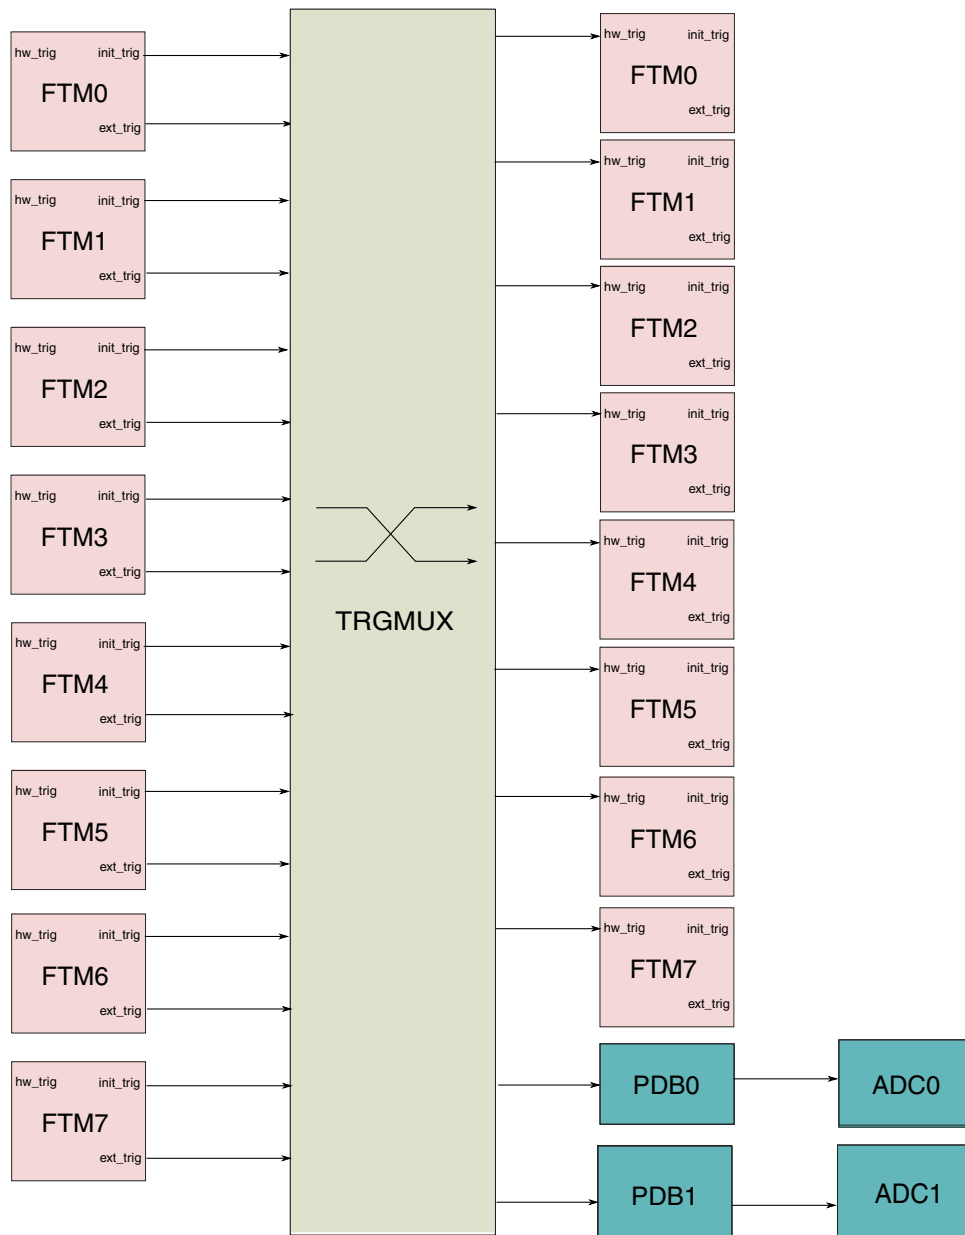 hw_trig init_trig
FTM0
ext_trig
hw_trig init_trig
FTM1
ext_trig
hw_trig init_trig
FTM2
ext_trig
hw_trig init_trig
FTM3
ext_trig
hw_trig init_trig
FTM4
ext_trig
hw_trig init_trig
FTM5
ext_trig
hw_trig init_trig
FTM6
ext_trig
hw_trig init_trig
FTM7
ext_trig
TRGMUX
hw_trig init_trig
FTM0
ext_trig
hw_trig init_trig
FTM1
ext_trig
hw_trig init_trig
FTM2
ext_trig
hw_trig init_trig
FTM3
ext_trig
hw_trig init_trig
FTM4
ext_trig
hw_trig init_trig
FTM5
ext_trig
hw_trig init_trig
FTM6
ext_trig
hw_trig init_trig
FTM7
ext_trig
PDB0 ADC0
PDB1 ADC1